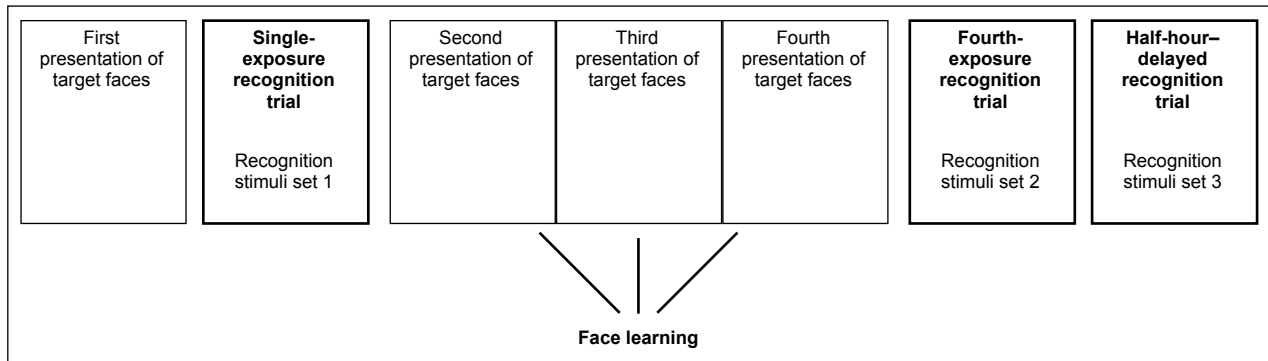 First
presentation of
target faces
Single-
exposure
recognition
trial
Recognition
stimuli set 1
Second
presentation of
target faces
Third
presentation of
target faces
Fourth
presentation of
target faces
Fourth-
exposure
recognition
trial
Recognition
stimuli set 2
Half-hour–
delayed
recognition
trial
Recognition
stimuli set 3
Face learning